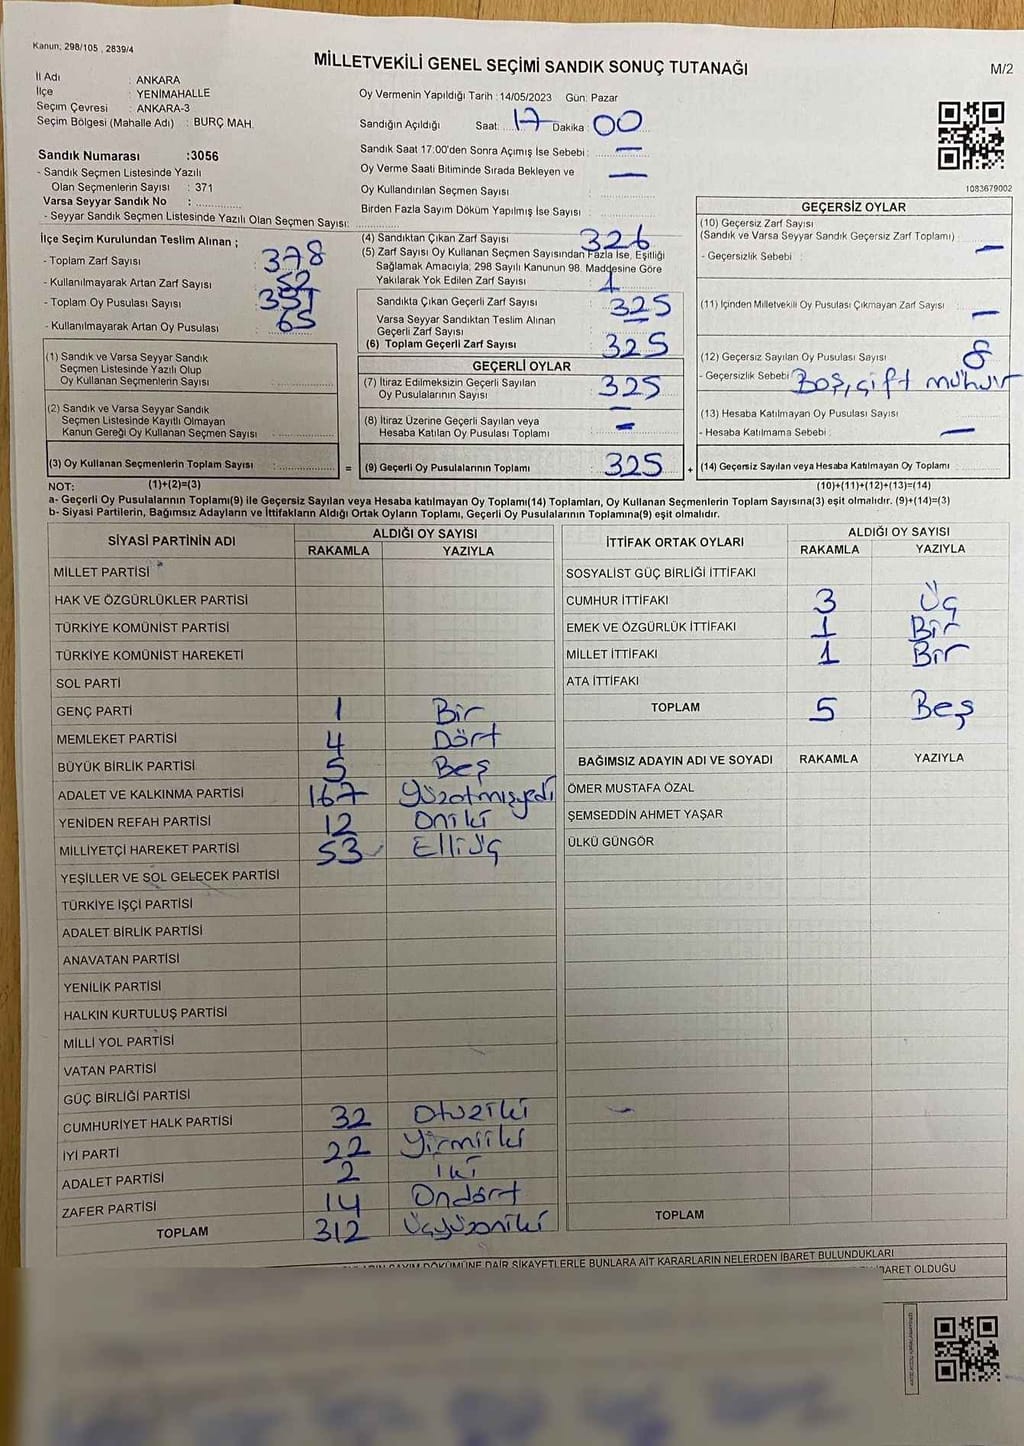 Kanun, 298/105 , 2839/4
MİLLETVEKİLİ GENEL SEÇİMİ SANDIK SONUÇ TUTANAĞI
M/2
İl Adı : ANKARA
İlçe : YENİMAHALLE
Seçim Çevresi : ANKARA-3
Seçim Bölgesi (Mahalle Adı) : BURÇ MAH.
Oy Vermenin Yapıldığı Tarih : 14/05/2023 Gün: Pazar
Sandığın Açıldığı Saat: 17 Dakika: 00
Sandık Saat 17:00'den Sonra Açımış İse Sebebi : —
Oy Verme Saati Bitiminde Sırada Bekleyen ve —
Oy Kullandırılan Seçmen Sayısı :
Birden Fazla Sayım Döküm Yapılmış İse Sayısı :
1083679002
Sandık Numarası :3056
- Sandık Seçmen Listesinde Yazılı
Olan Seçmenlerin Sayısı : 371
Varsa Seyyar Sandık No :
- Seyyar Sandık Seçmen Listesinde Yazılı Olan Seçmen Sayısı:
İlçe Seçim Kurulundan Teslim Alınan ;
- Toplam Zarf Sayısı : 378
- Kullanılmayarak Artan Zarf Sayısı : 52
- Toplam Oy Pusulası Sayısı :
- Kullanılmayarak Artan Oy Pusulası : 65
(1) Sandık ve Varsa Seyyar Sandık
Seçmen Listesinde Yazılı Olup
Oy Kullanan Seçmenlerin Sayısı :
(2) Sandık ve Varsa Seyyar Sandık
Seçmen Listesinde Kayıtlı Olmayan
Kanun Gereği Oy Kullanan Seçmen Sayısı :
(3) Oy Kullanan Seçmenlerin Toplam Sayısı :
(4) Sandıktan Çıkan Zarf Sayısı : 326
(5) Zarf Sayısı Oy Kullanan Seçmen Sayısından Fazla İse, Eşitliği
Sağlamak Amacıyla, 298 Sayılı Kanunun 98. Maddesine Göre
Yakılarak Yok Edilen Zarf Sayısı : 1
Sandıkta Çıkan Geçerli Zarf Sayısı : 325
Varsa Seyyar Sandıktan Teslim Alınan
Geçerli Zarf Sayısı : —
(6) Toplam Geçerli Zarf Sayısı : 325
GEÇERLİ OYLAR
(7) İtiraz Edilmeksizin Geçerli Sayılan
Oy Pusulalarının Sayısı : 325
(8) İtiraz Üzerine Geçerli Sayılan veya
Hesaba Katılan Oy Pusulası Toplamı : —
= (9) Geçerli Oy Pusulalarının Toplamı : 325
GEÇERSİZ OYLAR
(10) Geçersiz Zarf Sayısı
(Sandık ve Varsa Seyyar Sandık Geçersiz Zarf Toplamı) : —
- Geçersizlik Sebebi :
(11) İçinden Milletvekili Oy Pusulası Çıkmayan Zarf Sayısı : —
(12) Geçersiz Sayılan Oy Pusulası Sayısı : 8
- Geçersizlik Sebebi : Boş, çift mühür
(13) Hesaba Katılmayan Oy Pusulası Sayısı :
- Hesaba Katılmama Sebebi : —
+ (14) Geçersiz Sayılan veya Hesaba Katılmayan Oy Toplamı :
NOT: (1)+(2)=(3)
(10)+(11)+(12)+(13)=(14)
a- Geçerli Oy Pusulalarının Toplamı(9) ile Geçersiz Sayılan veya Hesaba katılmayan Oy Toplamı(14) Toplamları, Oy Kullanan Seçmenlerin Toplam Sayısına(3) eşit olmalıdır. (9)+(14)=(3)
b- Siyasi Partilerin, Bağımsız Adayların ve İttifakların Aldığı Ortak Oyların Toplamı, Geçerli Oy Pusulalarının Toplamına(9) eşit olmalıdır.
SİYASİ PARTİNİN ADI
ALDIĞI OY SAYISI
RAKAMLA YAZIYLA
MİLLET PARTİSİ
HAK VE ÖZGÜRLÜKLER PARTİSİ
TÜRKİYE KOMÜNİST PARTİSİ
TÜRKİYE KOMÜNİST HAREKETİ
SOL PARTİ
GENÇ PARTİ 1 Bir
MEMLEKET PARTİSİ 4 Dört
BÜYÜK BİRLİK PARTİSİ 5 Beş
ADALET VE KALKINMA PARTİSİ 167 Yüzatmışyedi
YENİDEN REFAH PARTİSİ 12 Oniki
MİLLİYETÇİ HAREKET PARTİSİ 53 Elliüç
YEŞİLLER VE SOL GELECEK PARTİSİ
TÜRKİYE İŞÇİ PARTİSİ
ADALET BİRLİK PARTİSİ
ANAVATAN PARTİSİ
YENİLİK PARTİSİ
HALKIN KURTULUŞ PARTİSİ
MİLLİ YOL PARTİSİ
VATAN PARTİSİ
GÜÇ BİRLİĞİ PARTİSİ
CUMHURİYET HALK PARTİSİ 32 Otuziki
İYİ PARTİ 22 Yirmiiki
ADALET PARTİSİ 2 iki
ZAFER PARTİSİ 14 Ondört
TOPLAM 312 Üçyüzoniki
İTTİFAK ORTAK OYLARI
ALDIĞI OY SAYISI
RAKAMLA YAZIYLA
SOSYALİST GÜÇ BİRLİĞİ İTTİFAKI
CUMHUR İTTİFAKI 3 Üç
EMEK VE ÖZGÜRLÜK İTTİFAKI 1 Bir
MİLLET İTTİFAKI 1 Bir
ATA İTTİFAKI
TOPLAM 5 Beş
BAĞIMSIZ ADAYIN ADI VE SOYADI RAKAMLA YAZIYLA
ÖMER MUSTAFA ÖZAL
ŞEMSEDDİN AHMET YAŞAR
ÜLKÜ GÜNGÖR
TOPLAM
DÖKÜMÜNE DAİR ŞİKAYETLERLE BUNLARA AİT KARARLARIN NELERDEN İBARET BULUNDUKLARI
OLDUĞU